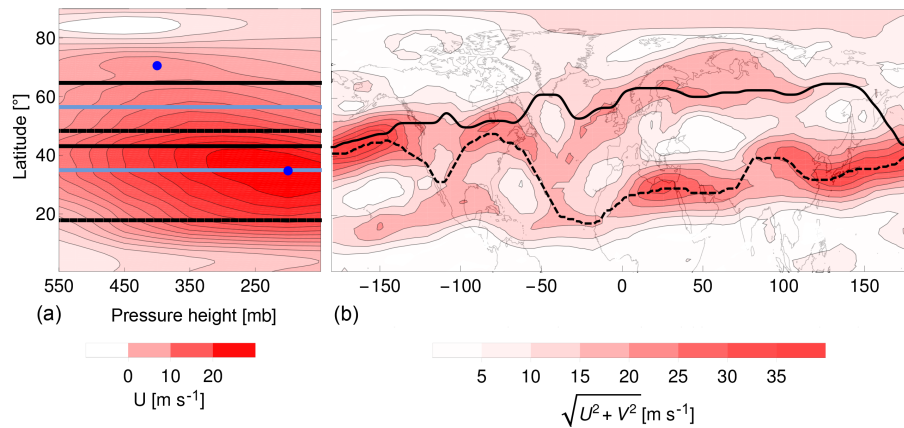 80
60
40
20
Latitude [°]
550 450 350 250
−150 −100 −50 0 50 100 150
(a) Pressure height [mb] (b)
0 10 20
U [m s⁻¹]
5 10 15 20 25 30 35
√U² + V² [m s⁻¹]